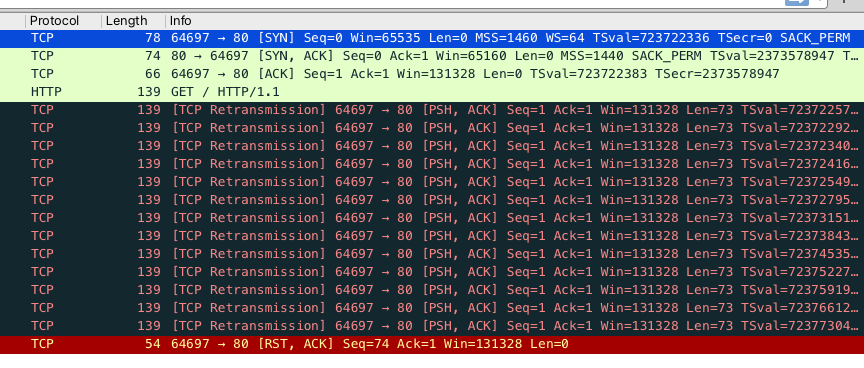 Protocol Length Info
TCP 78 64697 → 80 [SYN] Seq=0 Win=65535 Len=0 MSS=1460 WS=64 TSval=723722336 TSecr=0 SACK_PERM
TCP 74 80 → 64697 [SYN, ACK] Seq=0 Ack=1 Win=65160 Len=0 MSS=1440 SACK_PERM TSval=2373578947 T…
TCP 66 64697 → 80 [ACK] Seq=1 Ack=1 Win=131328 Len=0 TSval=723722383 TSecr=2373578947
HTTP 139 GET / HTTP/1.1
TCP 139 [TCP Retransmission] 64697 → 80 [PSH, ACK] Seq=1 Ack=1 Win=131328 Len=73 TSval=72372257…
TCP 139 [TCP Retransmission] 64697 → 80 [PSH, ACK] Seq=1 Ack=1 Win=131328 Len=73 TSval=72372292…
TCP 139 [TCP Retransmission] 64697 → 80 [PSH, ACK] Seq=1 Ack=1 Win=131328 Len=73 TSval=72372340…
TCP 139 [TCP Retransmission] 64697 → 80 [PSH, ACK] Seq=1 Ack=1 Win=131328 Len=73 TSval=72372416…
TCP 139 [TCP Retransmission] 64697 → 80 [PSH, ACK] Seq=1 Ack=1 Win=131328 Len=73 TSval=72372549…
TCP 139 [TCP Retransmission] 64697 → 80 [PSH, ACK] Seq=1 Ack=1 Win=131328 Len=73 TSval=72372795…
TCP 139 [TCP Retransmission] 64697 → 80 [PSH, ACK] Seq=1 Ack=1 Win=131328 Len=73 TSval=72373151…
TCP 139 [TCP Retransmission] 64697 → 80 [PSH, ACK] Seq=1 Ack=1 Win=131328 Len=73 TSval=72373843…
TCP 139 [TCP Retransmission] 64697 → 80 [PSH, ACK] Seq=1 Ack=1 Win=131328 Len=73 TSval=72374535…
TCP 139 [TCP Retransmission] 64697 → 80 [PSH, ACK] Seq=1 Ack=1 Win=131328 Len=73 TSval=72375227…
TCP 139 [TCP Retransmission] 64697 → 80 [PSH, ACK] Seq=1 Ack=1 Win=131328 Len=73 TSval=72375919…
TCP 139 [TCP Retransmission] 64697 → 80 [PSH, ACK] Seq=1 Ack=1 Win=131328 Len=73 TSval=72376612…
TCP 139 [TCP Retransmission] 64697 → 80 [PSH, ACK] Seq=1 Ack=1 Win=131328 Len=73 TSval=72377304…
TCP 54 64697 → 80 [RST, ACK] Seq=74 Ack=1 Win=131328 Len=0